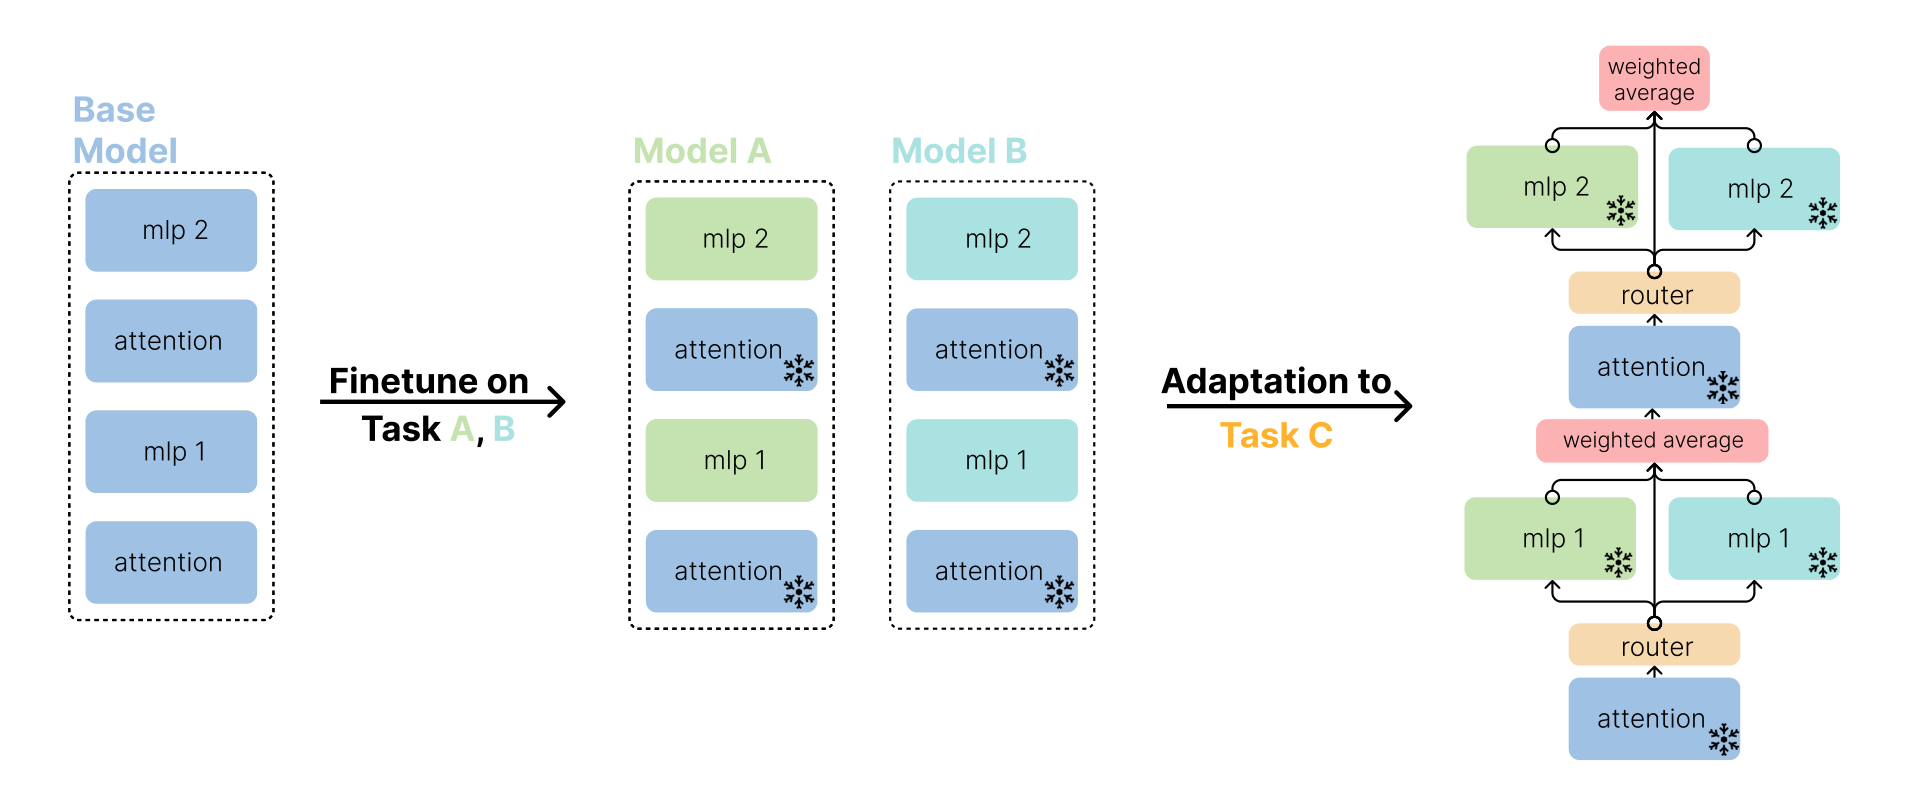 Base
Model
mlp 2
attention
mlp 1
attention
Finetune on
Task A, B
Model A
mlp 2
attention
mlp 1
attention
Model B
mlp 2
attention
mlp 1
attention
Adaptation to
Task C
weighted
average
mlp 2
mlp 2
router
attention
weighted average
mlp 1
mlp 1
router
attention